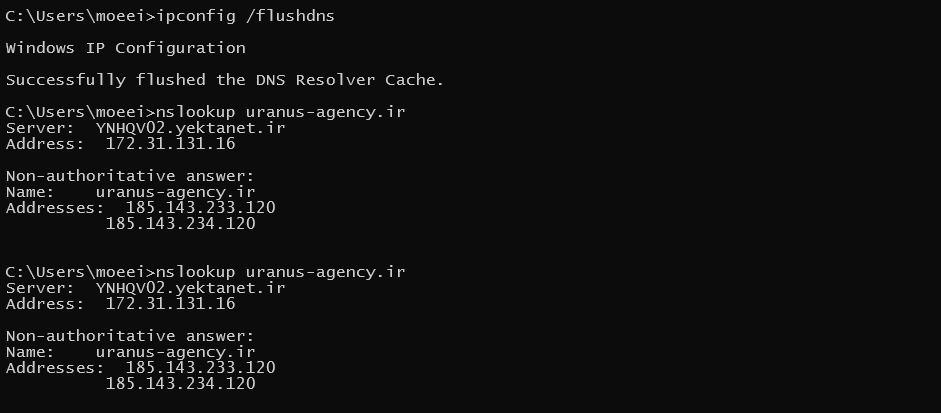 C:\Users\moeei>ipconfig /flushdns
Windows IP Configuration
Successfully flushed the DNS Resolver Cache.
C:\Users\moeei>nslookup uranus-agency.ir
Server:  YNHQV02.yektanet.ir
Address:  172.31.131.16
Non-authoritative answer:
Name:    uranus-agency.ir
Addresses:  185.143.233.120
          185.143.234.120
C:\Users\moeei>nslookup uranus-agency.ir
Server:  YNHQV02.yektanet.ir
Address:  172.31.131.16
Non-authoritative answer:
Name:    uranus-agency.ir
Addresses:  185.143.233.120
          185.143.234.120